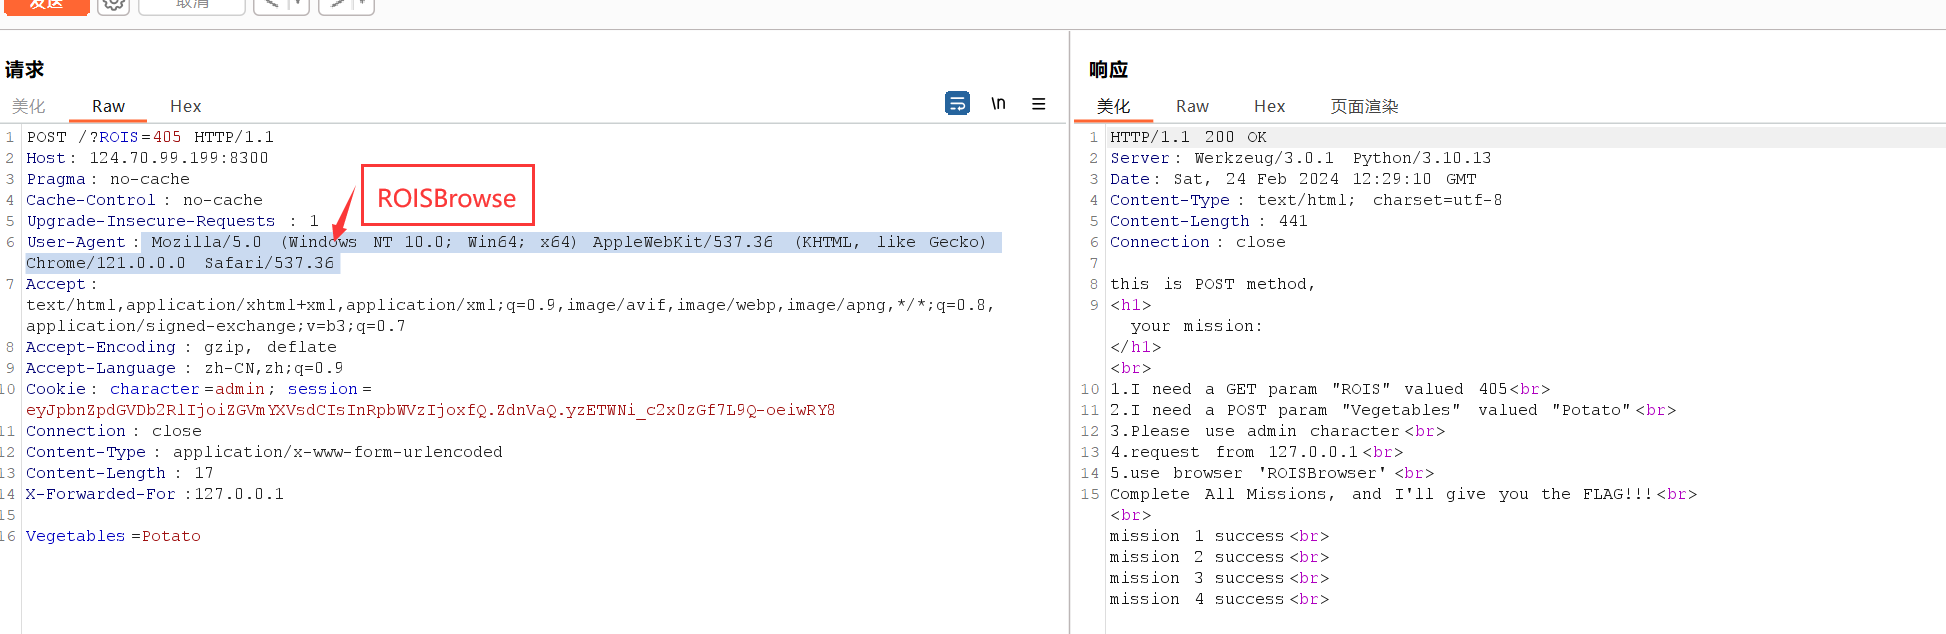 发送
取消
请求
美化 Raw Hex
\n
1 POST /?ROIS=405 HTTP/1.1
2 Host: 124.70.99.199:8300
3 Pragma: no-cache
4 Cache-Control: no-cache
5 Upgrade-Insecure-Requests : 1
6 User-Agent: Mozilla/5.0 (Windows NT 10.0; Win64; x64) AppleWebKit/537.36 (KHTML, like Gecko)
Chrome/121.0.0.0 Safari/537.36
7 Accept:
text/html,application/xhtml+xml,application/xml;q=0.9,image/avif,image/webp,image/apng,*/*;q=0.8,
application/signed-exchange;v=b3;q=0.7
8 Accept-Encoding : gzip, deflate
9 Accept-Language : zh-CN,zh;q=0.9
10 Cookie: character=admin; session=
eyJpbnZpdGVDb2RlIjoiZGVmYXVsdCIsInRpbWVzIjoxfQ.ZdnVaQ.yzETWNi_c2x0zGf7L9Q-oeiwRY8
11 Connection: close
12 Content-Type : application/x-www-form-urlencoded
13 Content-Length : 17
14 X-Forwarded-For :127.0.0.1
15
16 Vegetables=Potato
ROISBrowse
响应
美化 Raw Hex 页面渲染
1 HTTP/1.1 200 OK
2 Server: Werkzeug/3.0.1 Python/3.10.13
3 Date: Sat, 24 Feb 2024 12:29:10 GMT
4 Content-Type: text/html; charset=utf-8
5 Content-Length : 441
6 Connection: close
7
8 this is POST method,
9 <h1>
your mission:
</h1>
<br>
10 1.I need a GET param "ROIS" valued 405<br>
11 2.I need a POST param "Vegetables" valued "Potato"<br>
12 3.Please use admin character<br>
13 4.request from 127.0.0.1<br>
14 5.use browser 'ROISBrowser'<br>
15 Complete All Missions, and I'll give you the FLAG!!!<br>
<br>
mission 1 success<br>
mission 2 success<br>
mission 3 success<br>
mission 4 success<br>